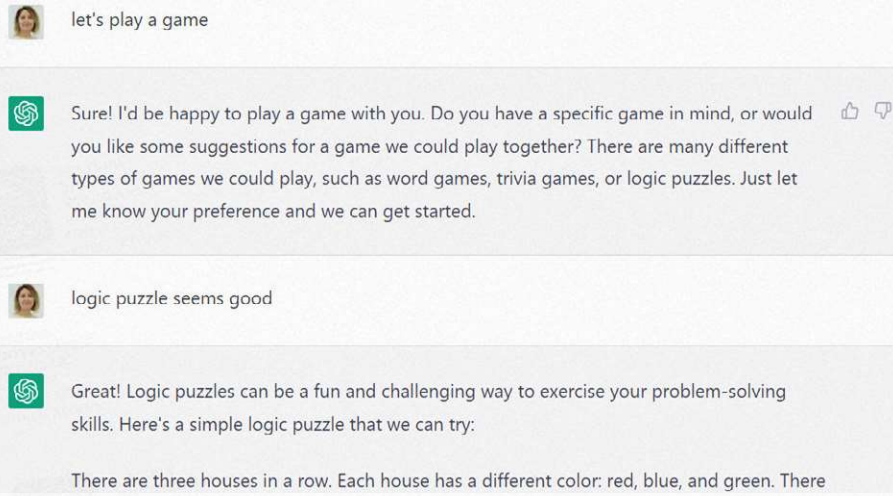 let's play a game
Sure! I'd be happy to play a game with you. Do you have a specific game in mind, or would
you like some suggestions for a game we could play together? There are many different
types of games we could play, such as word games, trivia games, or logic puzzles. Just let
me know your preference and we can get started.
logic puzzle seems good
Great! Logic puzzles can be a fun and challenging way to exercise your problem-solving
skills. Here's a simple logic puzzle that we can try:
There are three houses in a row. Each house has a different color: red, blue, and green. There